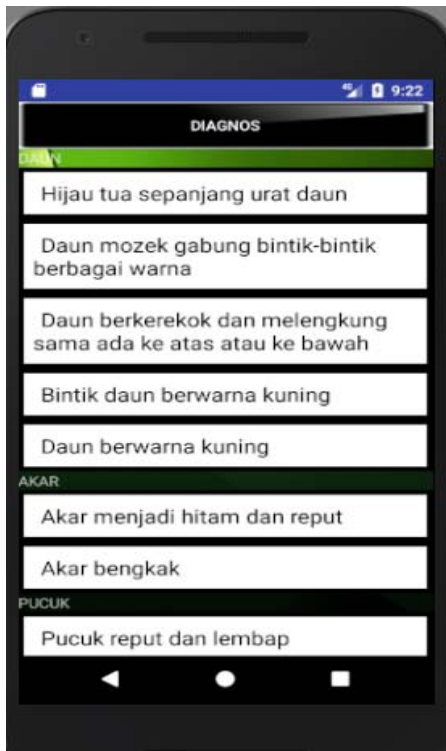 9:22
DIAGNOS
DAUN
Hijau tua sepanjang urat daun
Daun mozek gabung bintik-bintik
berbagai warna
Daun berkerekok dan melengkung
sama ada ke atas atau ke bawah
Bintik daun berwarna kuning
Daun berwarna kuning
AKAR
Akar menjadi hitam dan reput
Akar bengkak
PUCUK
Pucuk reput dan lembap